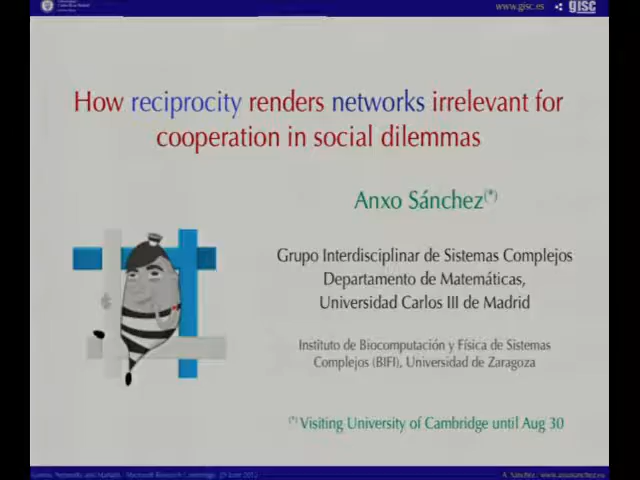 www.gisc.es
gisc
How reciprocity renders networks irrelevant for
cooperation in social dilemmas
Anxo Sánchez(*)
Grupo Interdisciplinar de Sistemas Complejos
Departamento de Matemáticas,
Universidad Carlos III de Madrid
Instituto de Biocomputación y Física de Sistemas
Complejos (BIFI), Universidad de Zaragoza
(*) Visiting University of Cambridge until Aug 30